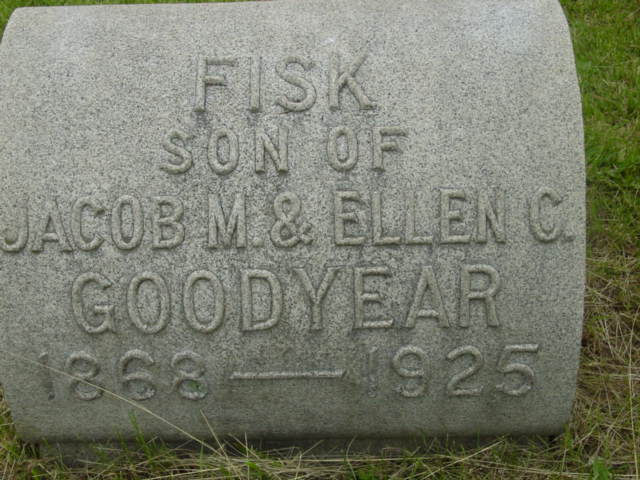 FISK
SON OF
JACOB M. & ELLEN C.
GOODYEAR
1868 — 1925